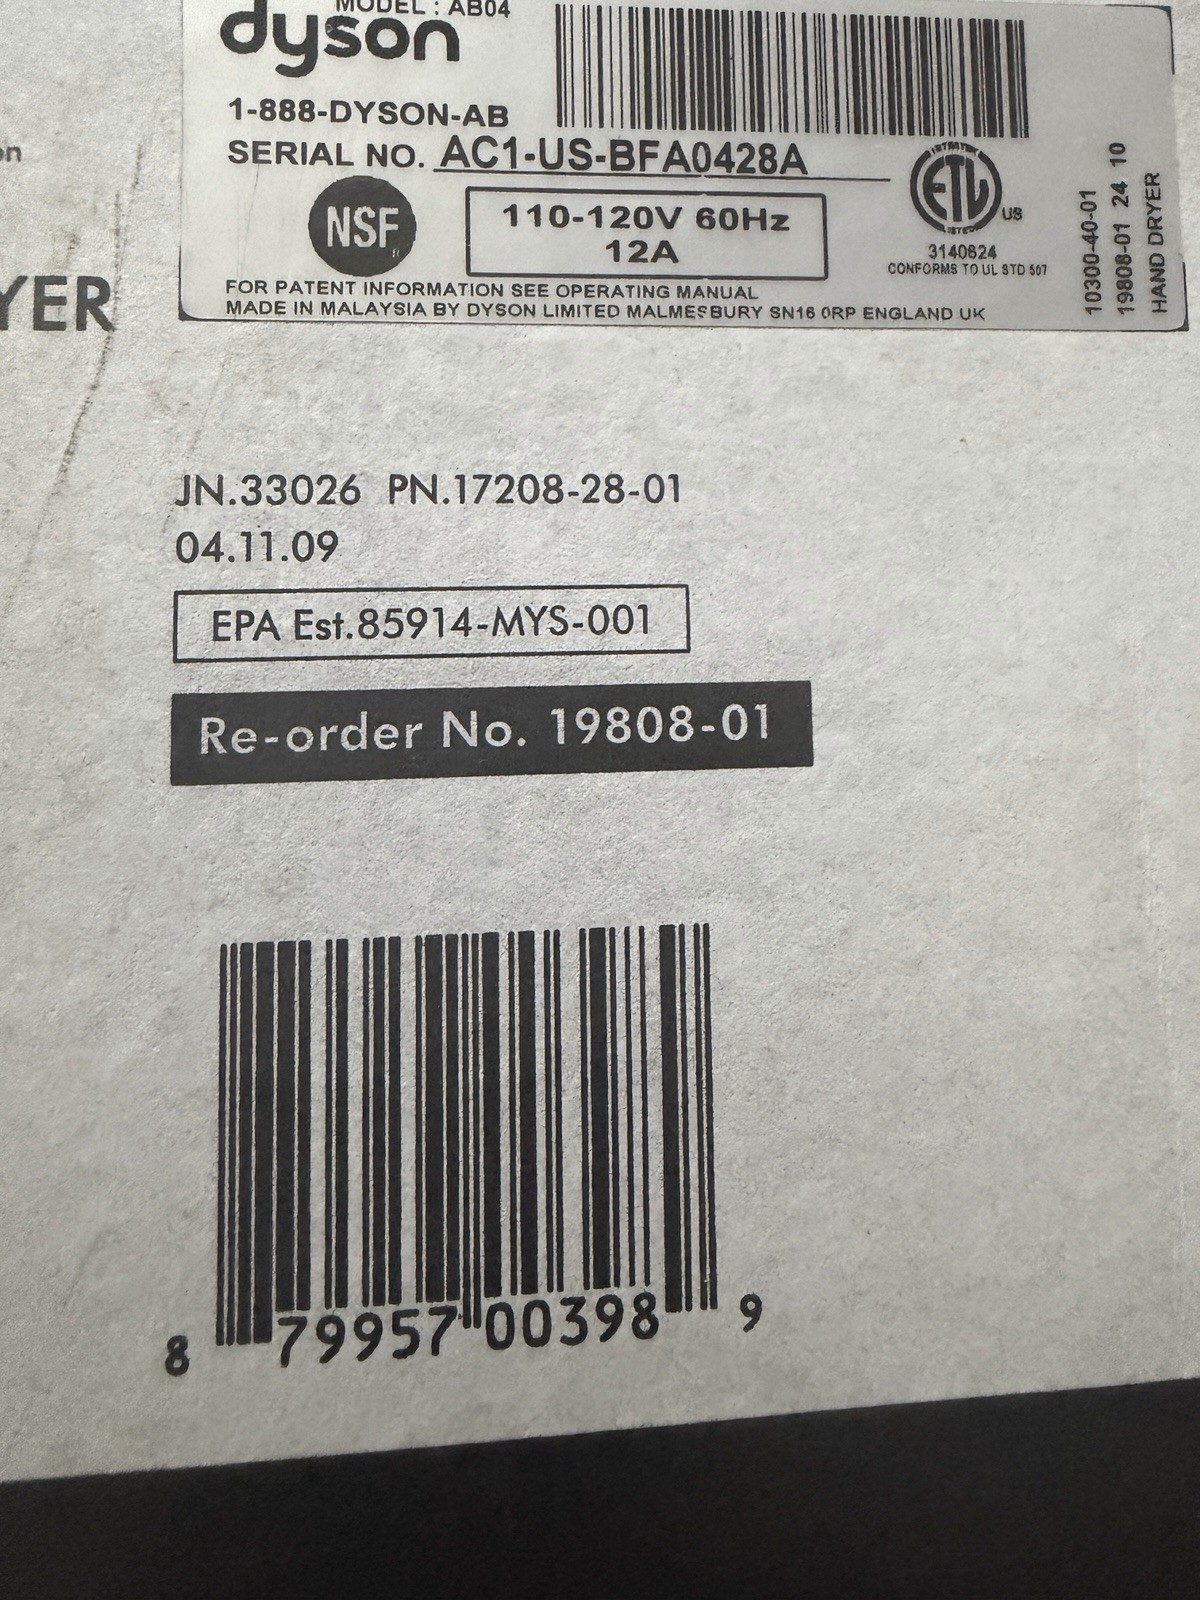 MODEL : AB04
dyson
1-888-DYSON-AB
SERIAL NO. AC1-US-BFA0428A
NSF
110-120V 60Hz
12A
ETL
US
3140624
CONFORMS TO UL STD 507
FOR PATENT INFORMATION SEE OPERATING MANUAL
MADE IN MALAYSIA BY DYSON LIMITED MALMESBURY SN16 0RP ENGLAND UK
10300-40-01
19808-01 24 10
HAND DRYER
on
YER
JN.33026 PN.17208-28-01
04.11.09
EPA Est.85914-MYS-001
Re-order No. 19808-01
8 79957 00398 9